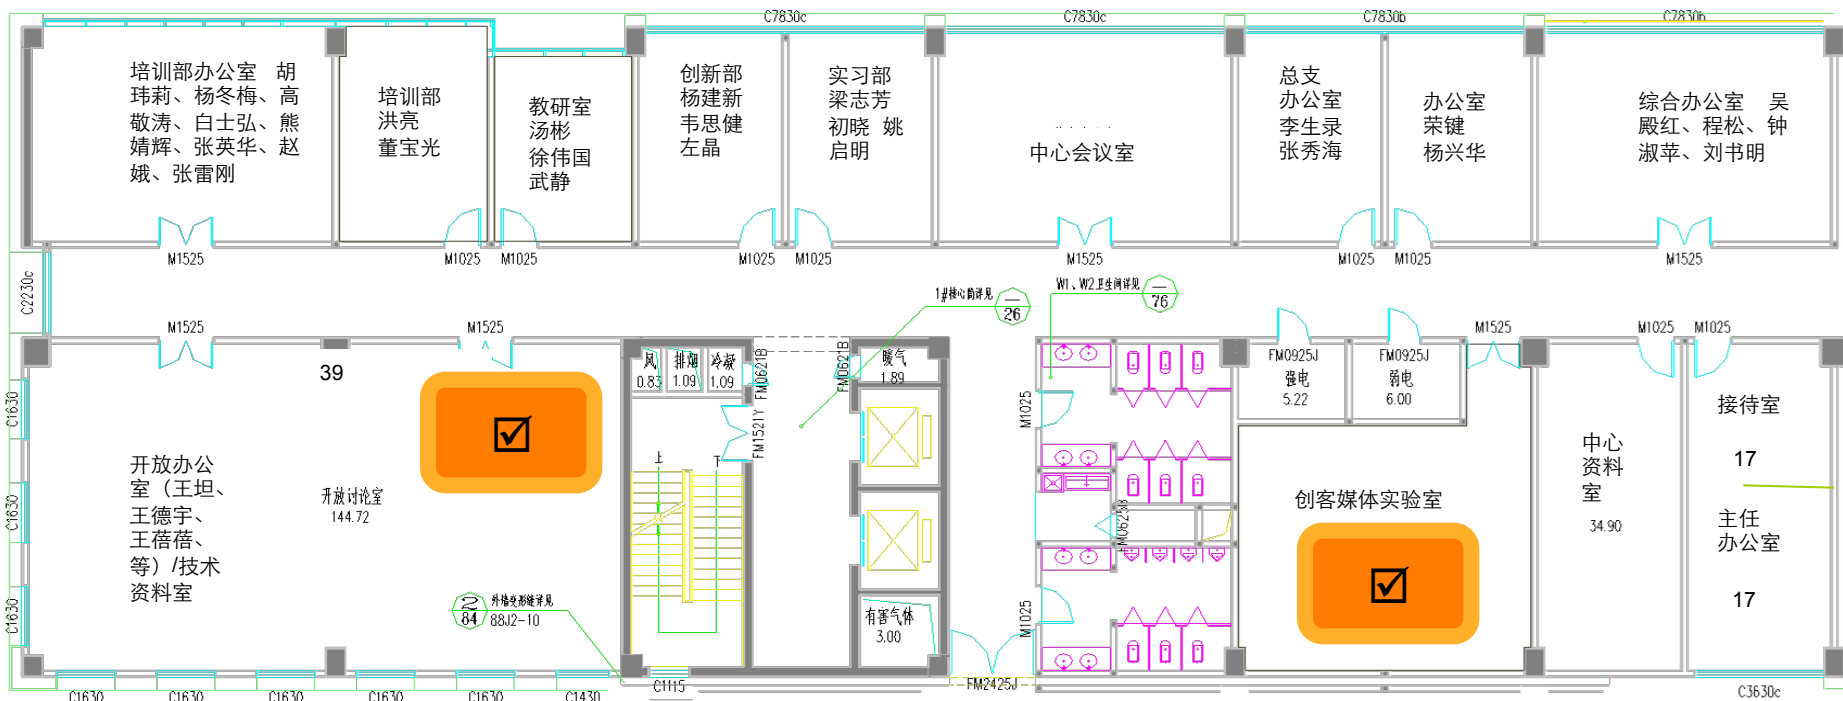 C7830c
C7830c
C7830b
C7830b
培训部办公室 胡
玮莉、杨冬梅、高
敬涛、白士弘、熊
婧辉、张英华、赵
娥、张雷刚
培训部
洪亮
董宝光
教研室
汤彬
徐伟国
武静
创新部
杨建新
韦思健
左晶
实习部
梁志芳
初晓 姚
启明
中心会议室
总支
办公室
李生录
张秀海
办公室
荣键
杨兴华
综合办公室 吴
殿红、程松、钟
淑苹、刘书明
M1525
M1025
M1025
M1025
M1025
M1525
M1025
M1025
M1525
C2230c
1#核心筒详见
26
W1、W2卫生间详见
76
M1525
M1525
M1525
M1025
M1025
39
风
0.83
排烟
1.09
冷凝
1.09
FM0621B
FM0621B
暖气
1.89
FM0925J
强电
5.22
FM0925J
弱电
6.00
C1630
C1630
C1630
FM1521Y
M1025
M1025
上
下
开放办公
室（王坦、
王德宇、
王蓓蓓、
等）/技术
资料室
开放讨论室
144.72
创客媒体实验室
中心
资料
室
34.90
接待室
17
主任
办公室
17
84
外墙变形缝详见
88J2-10
有害气体
3.00
C1630
C1630
C1630
C1630
C1630
C1430
C1115
FM2425J
C3630c